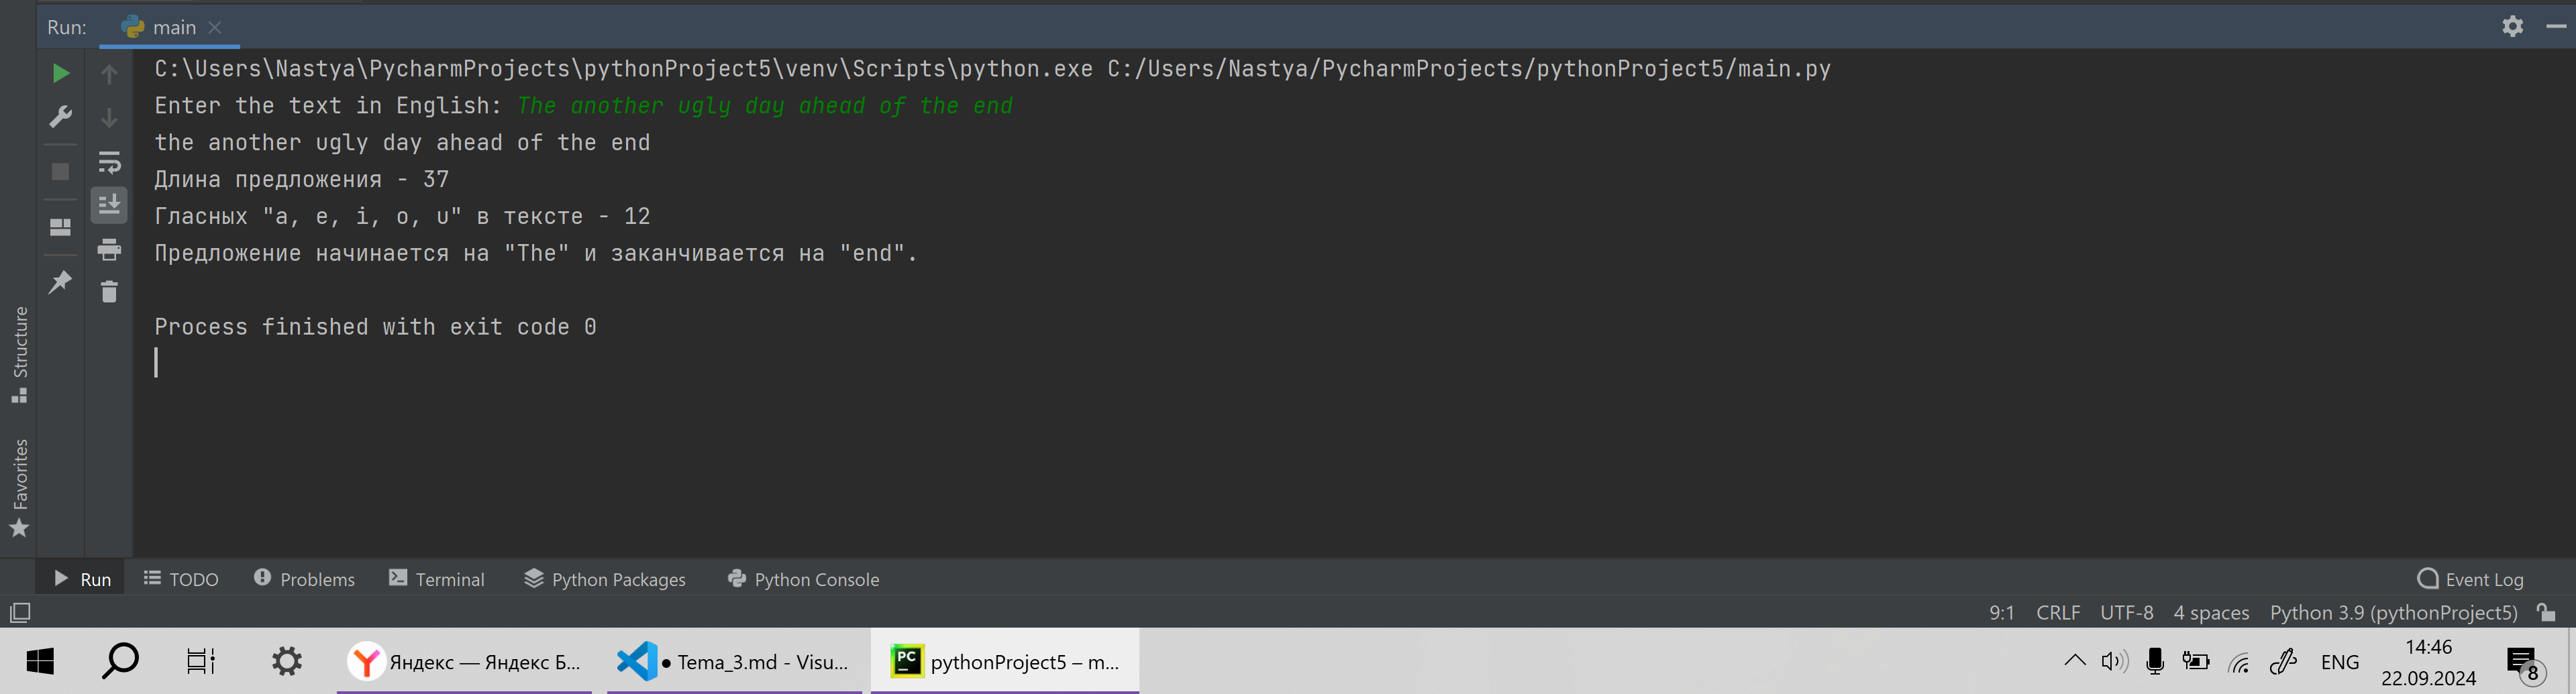 Run: main
C:\Users\Nastya\PycharmProjects\pythonProject5\venv\Scripts\python.exe C:/Users/Nastya/PycharmProjects/pythonProject5/main.py
Enter the text in English: The another ugly day ahead of the end
the another ugly day ahead of the end
Длина предложения - 37
Гласных "a, e, i, o, u" в тексте - 12
Предложение начинается на "The" и заканчивается на "end".
Process finished with exit code 0
Structure
Favorites
Run TODO Problems Terminal Python Packages Python Console Event Log
9:1 CRLF UTF-8 4 spaces Python 3.9 (pythonProject5)
Яндекс — Яндекс Б... ● Tema_3.md - Visu... PC pythonProject5 – m... ENG 14:46
22.09.2024 8